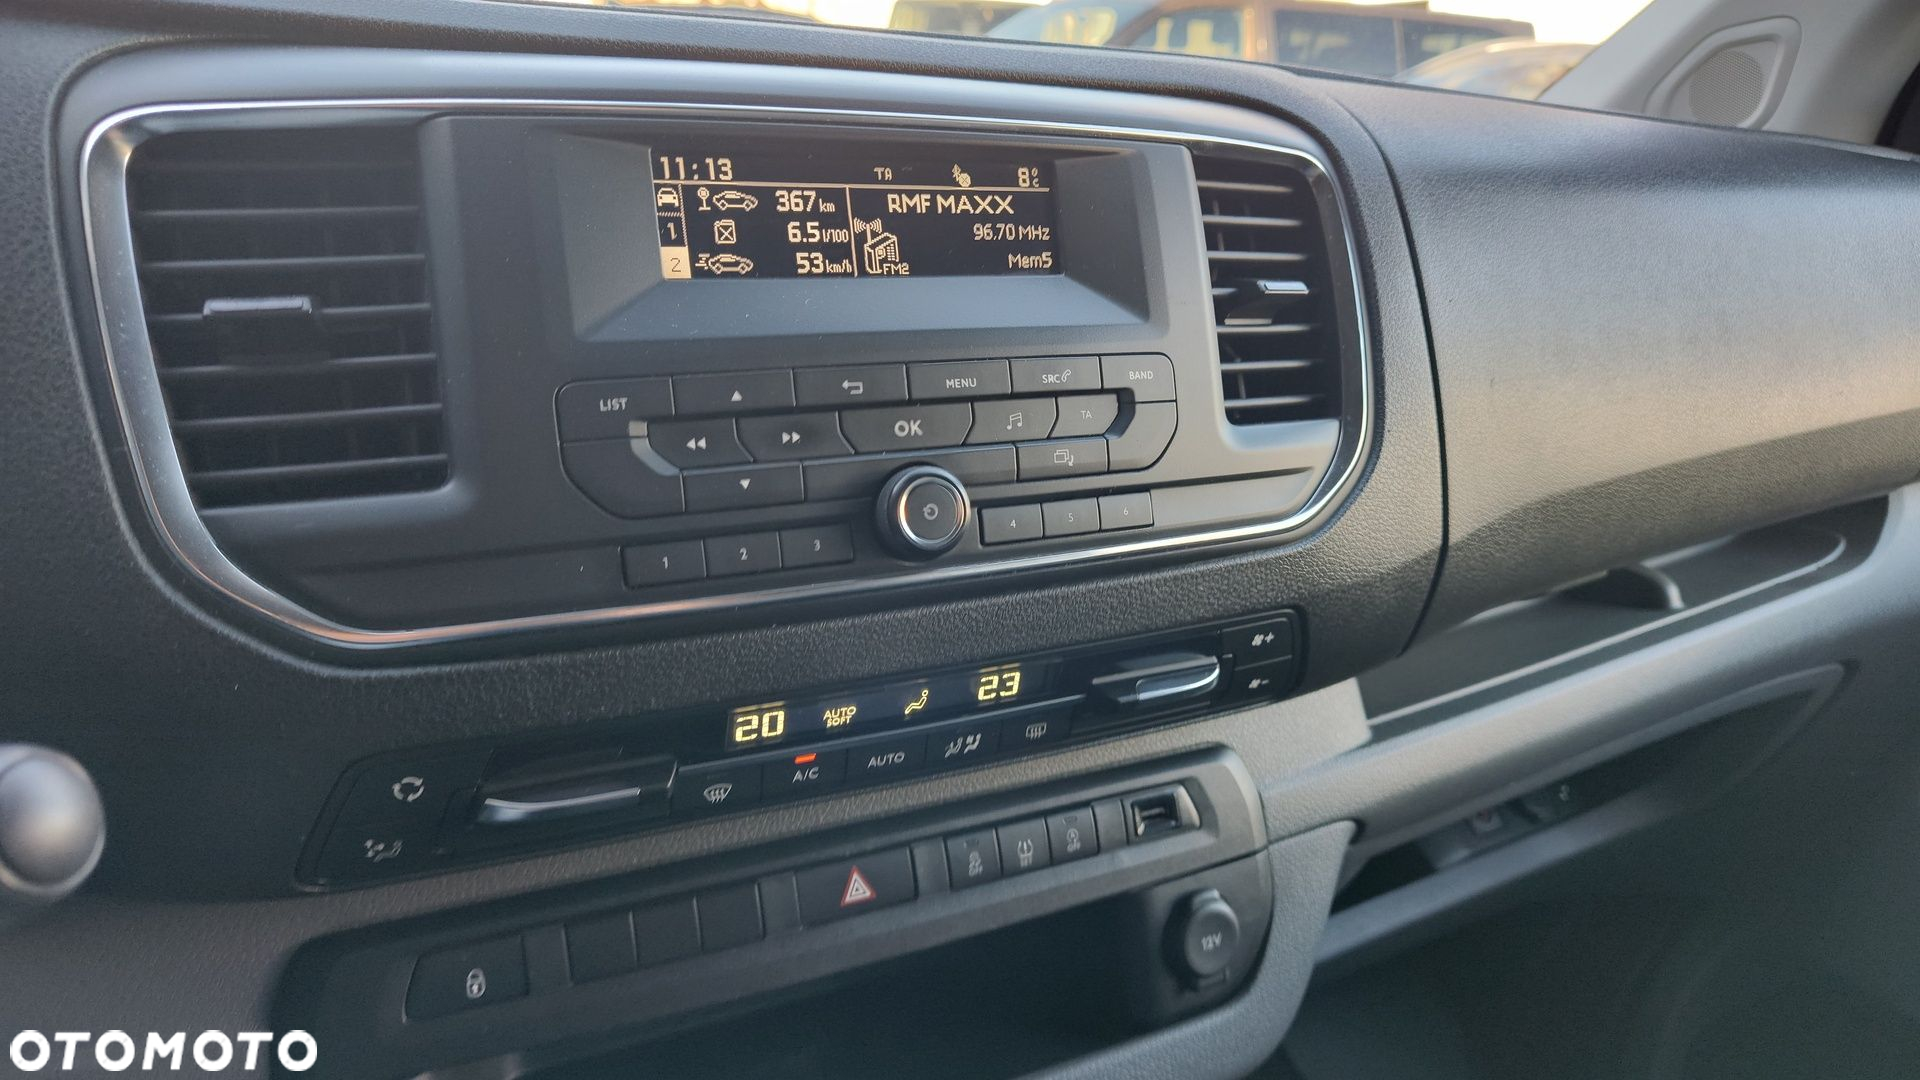 11:13 TA 8°C
367 km
1 6.5 l/100
2 53 km/h
RMF MAXX
96.70 MHz
FM2 Mem5
LIST MENU SRC BAND
OK TA
1 2 3 4 5 6
20 AUTO SOFT 23
A/C AUTO
OFF OFF
12V
OTOMOTO